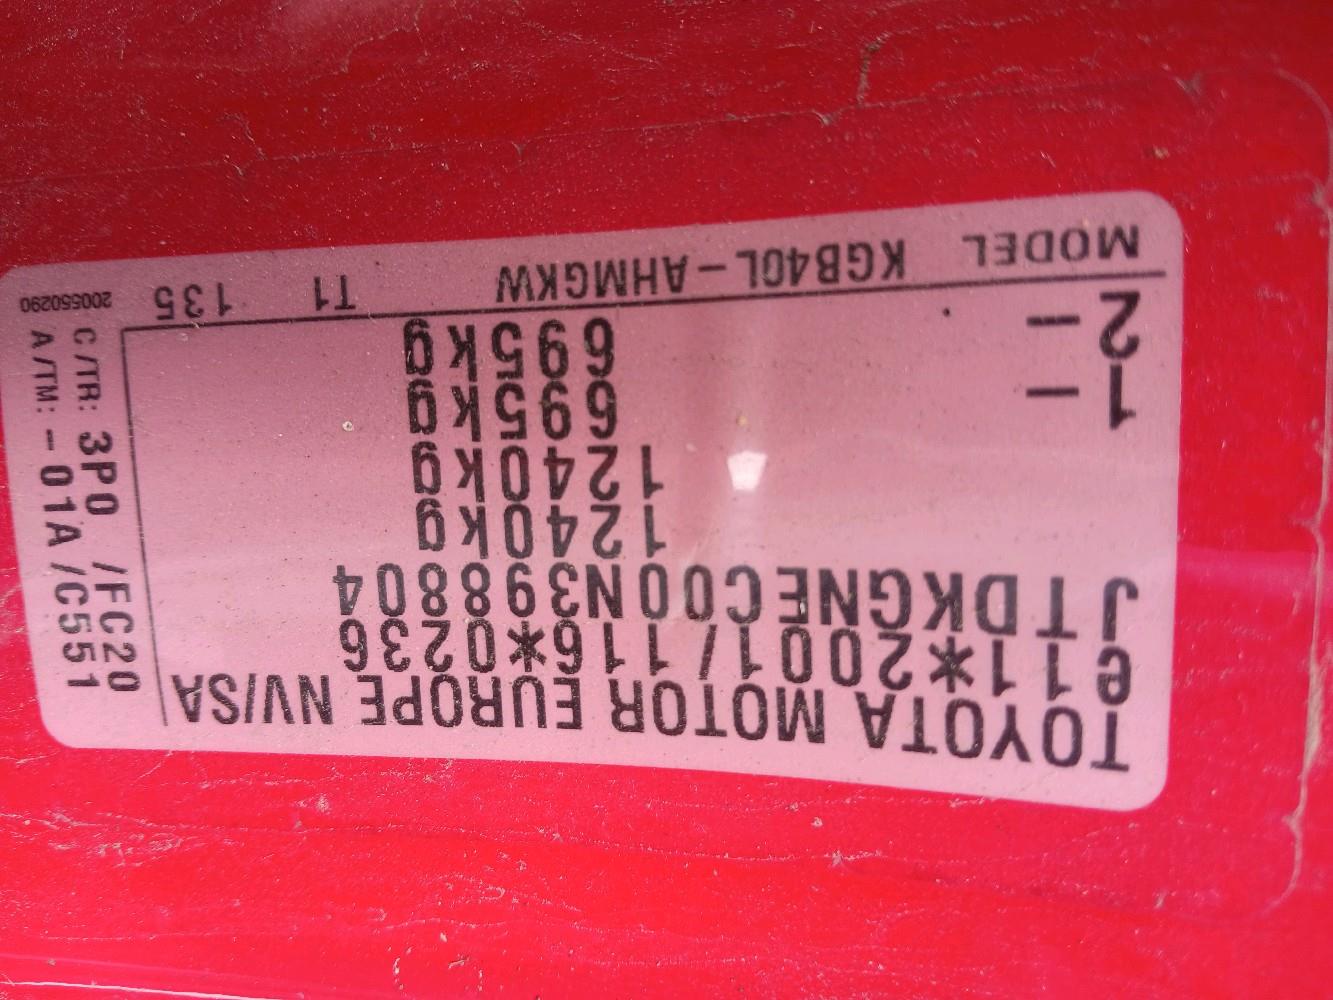 TOYOTA MOTOR EUROPE NV/SA
e11*2001/116*0236
JTDKGNEC00N398804
1240kg
1240kg
1- 695kg
2- 695kg
MODEL KGB40L-AHMGKW T1 135
C/TR: 3P0 /FC20
A/TM: -01A /C551
200550290